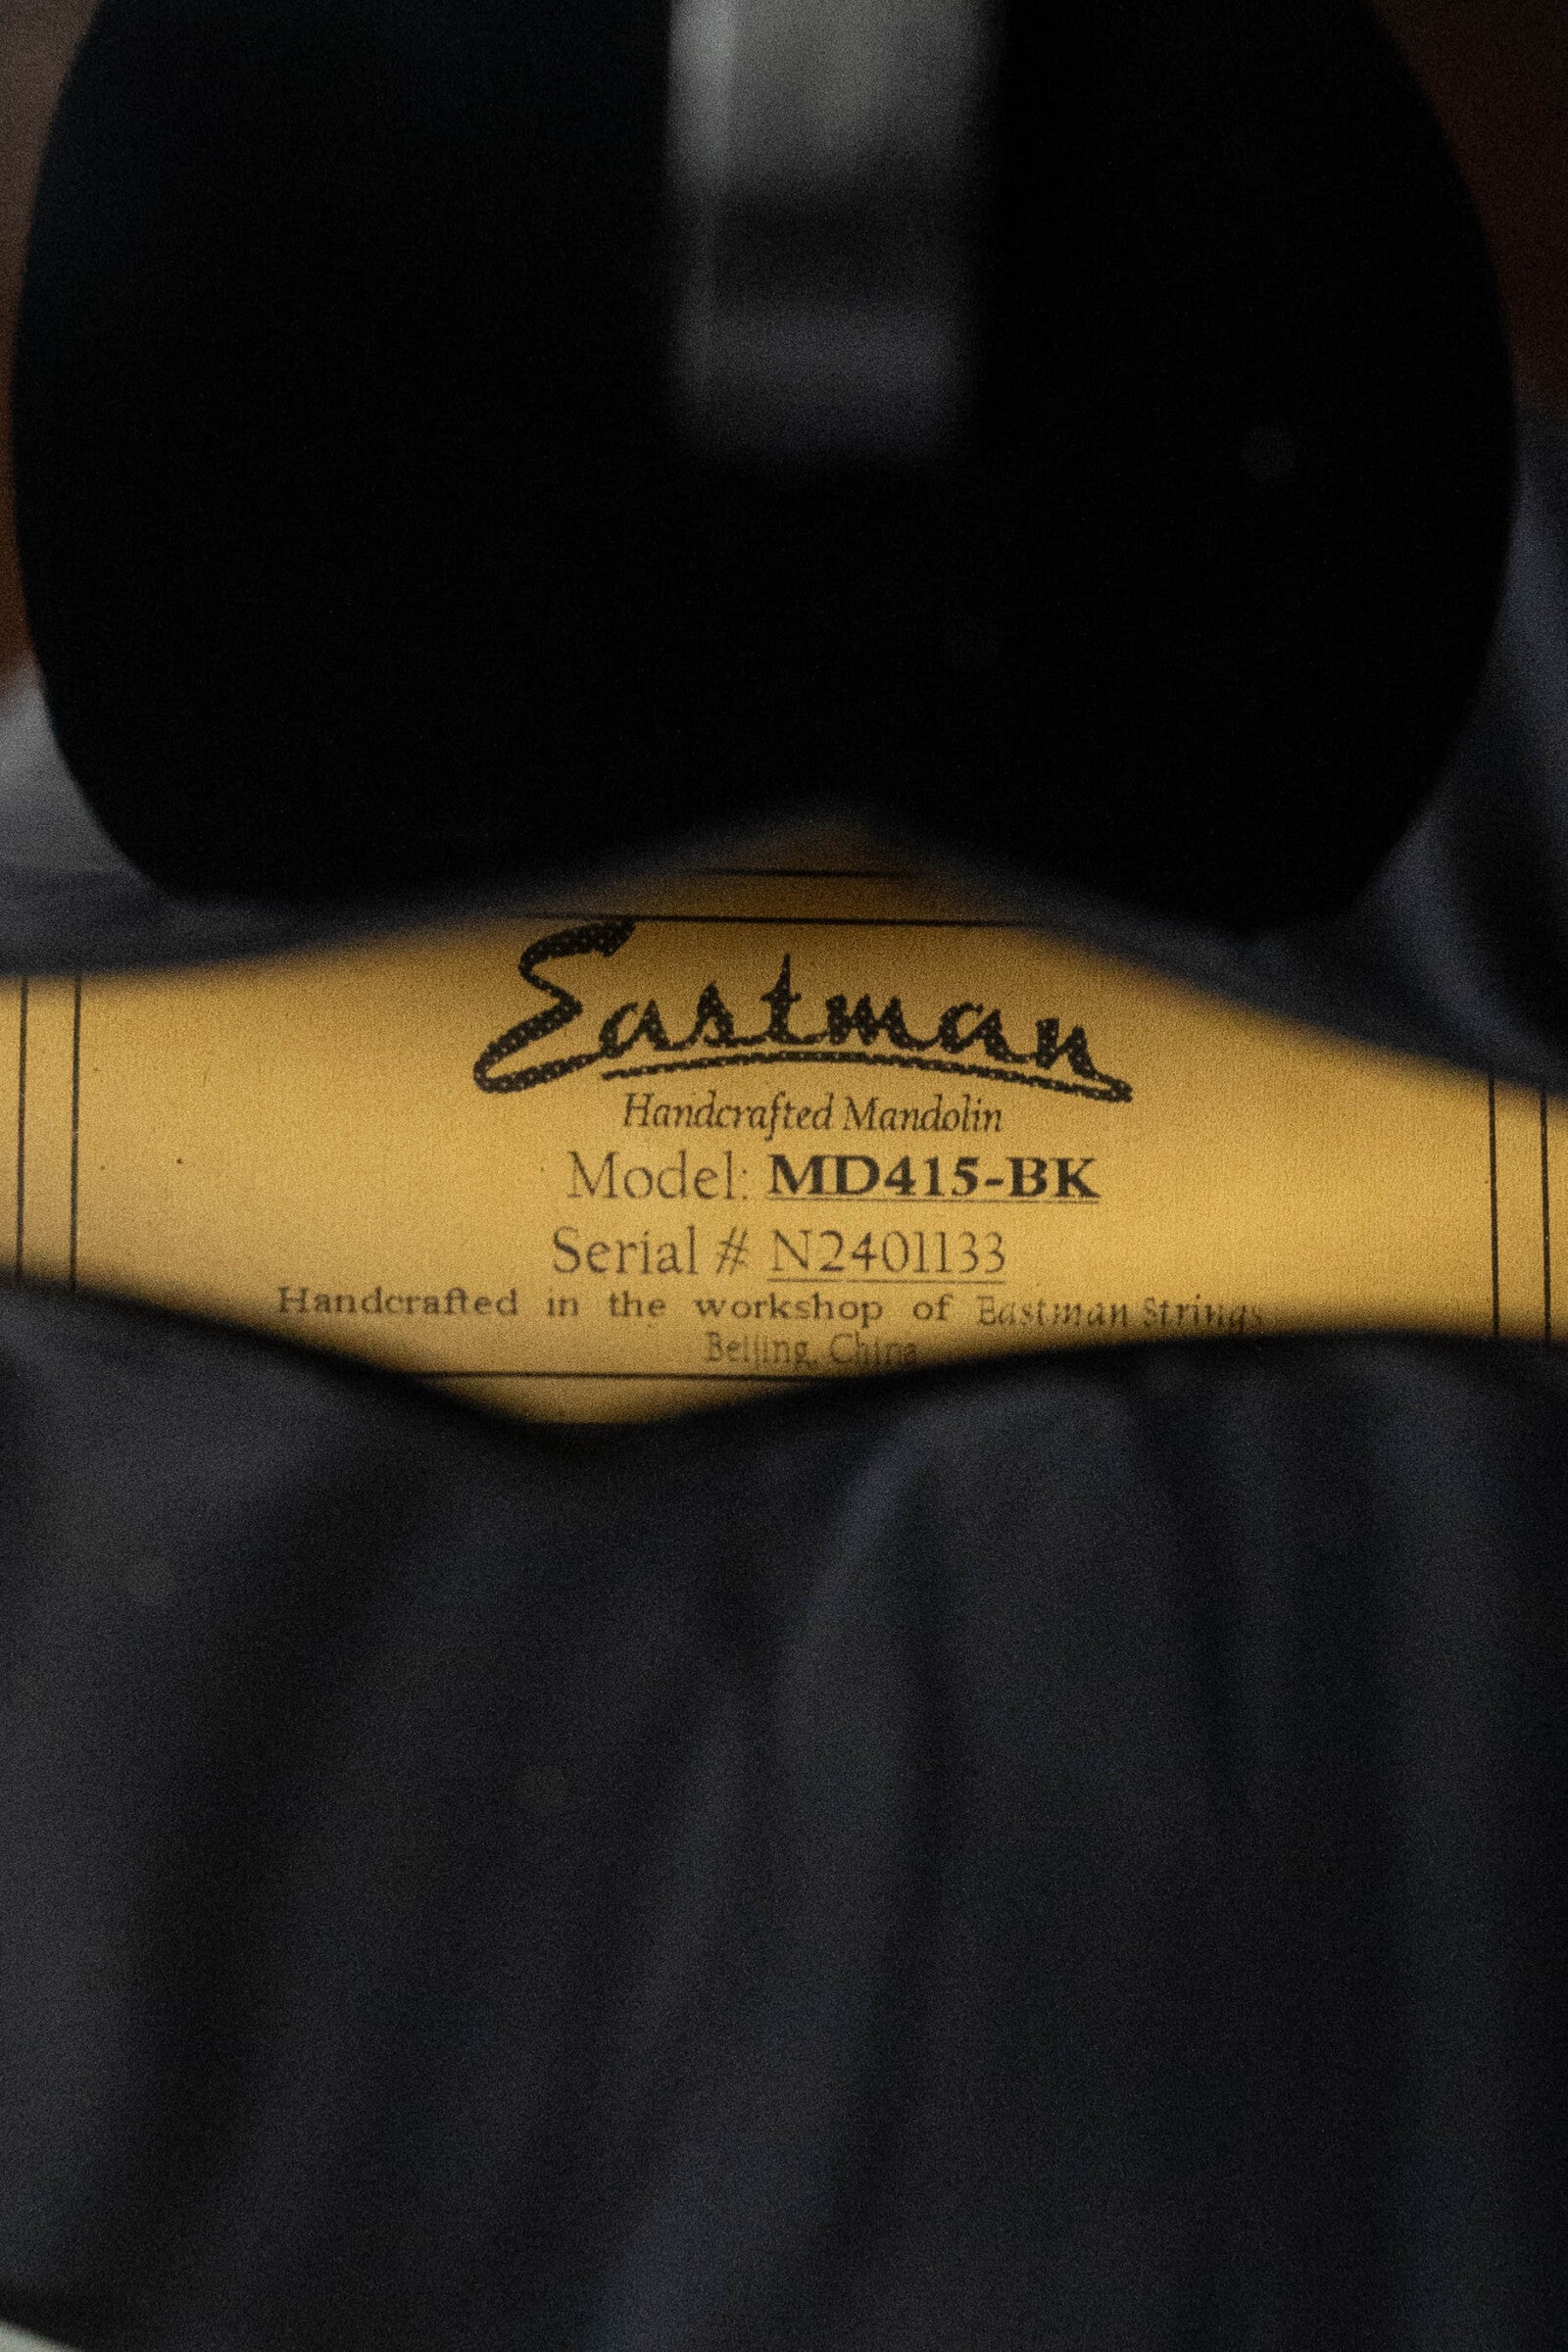 Eastman
Handcrafted Mandolin
Model: MD415-BK
Serial # N2401133
Handcrafted in the workshop of Eastman Strings
Beijing, China